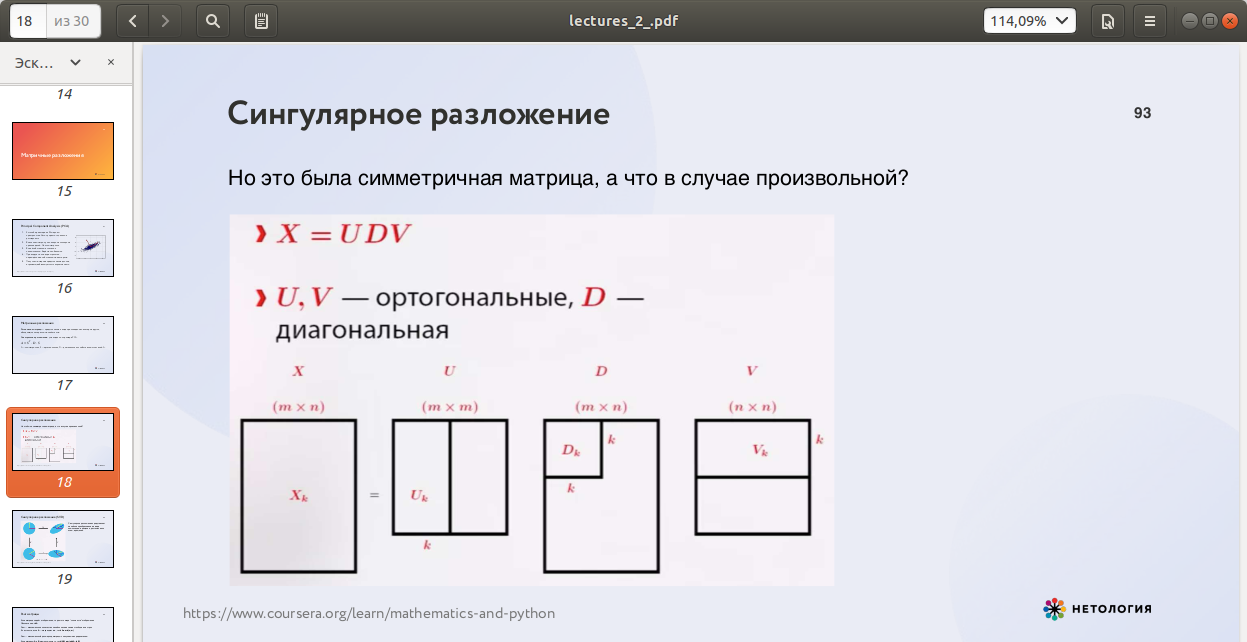 18 из 30
lectures_2_.pdf
114,09%
Эск…
14
15
16
17
18
19
Матричные разложения
Сингулярное разложение
93
Но это была симметричная матрица, а что в случае произвольной?
❱ X = UDV
❱ U, V — ортогональные, D —
диагональная
X U D V
(m × n) (m × m) (m × n) (n × n)
X_k = U_k D_k V_k
k k k k
https://www.coursera.org/learn/mathematics-and-python
НЕТОЛОГИЯ